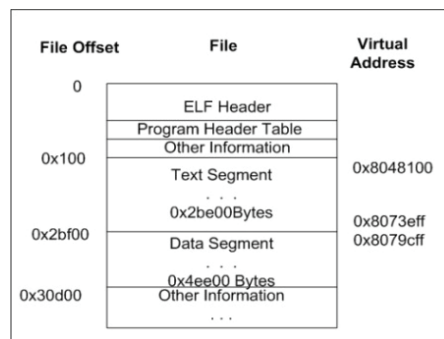 File Offset File Virtual Address
0
ELF Header
Program Header Table
Other Information
0x100
0x8048100
Text Segment
. . .
0x2be00Bytes
0x8073eff
0x2bf00
0x8079cff
Data Segment
. . .
0x4ee00 Bytes
0x30d00
Other Information
. . .